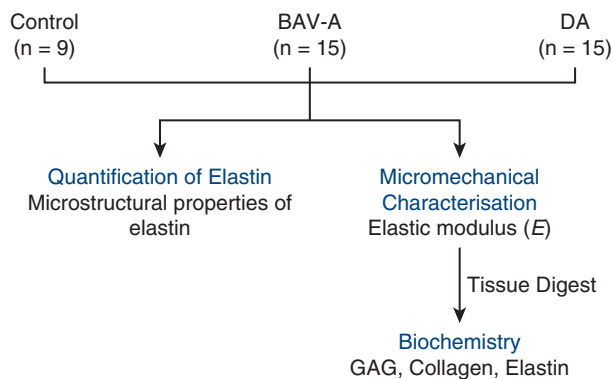 Control
(n = 9)
BAV-A
(n = 15)
DA
(n = 15)
Quantification of Elastin
Microstructural properties of
elastin
Micromechanical
Characterisation
Elastic modulus (E)
Tissue Digest
Biochemistry
GAG, Collagen, Elastin